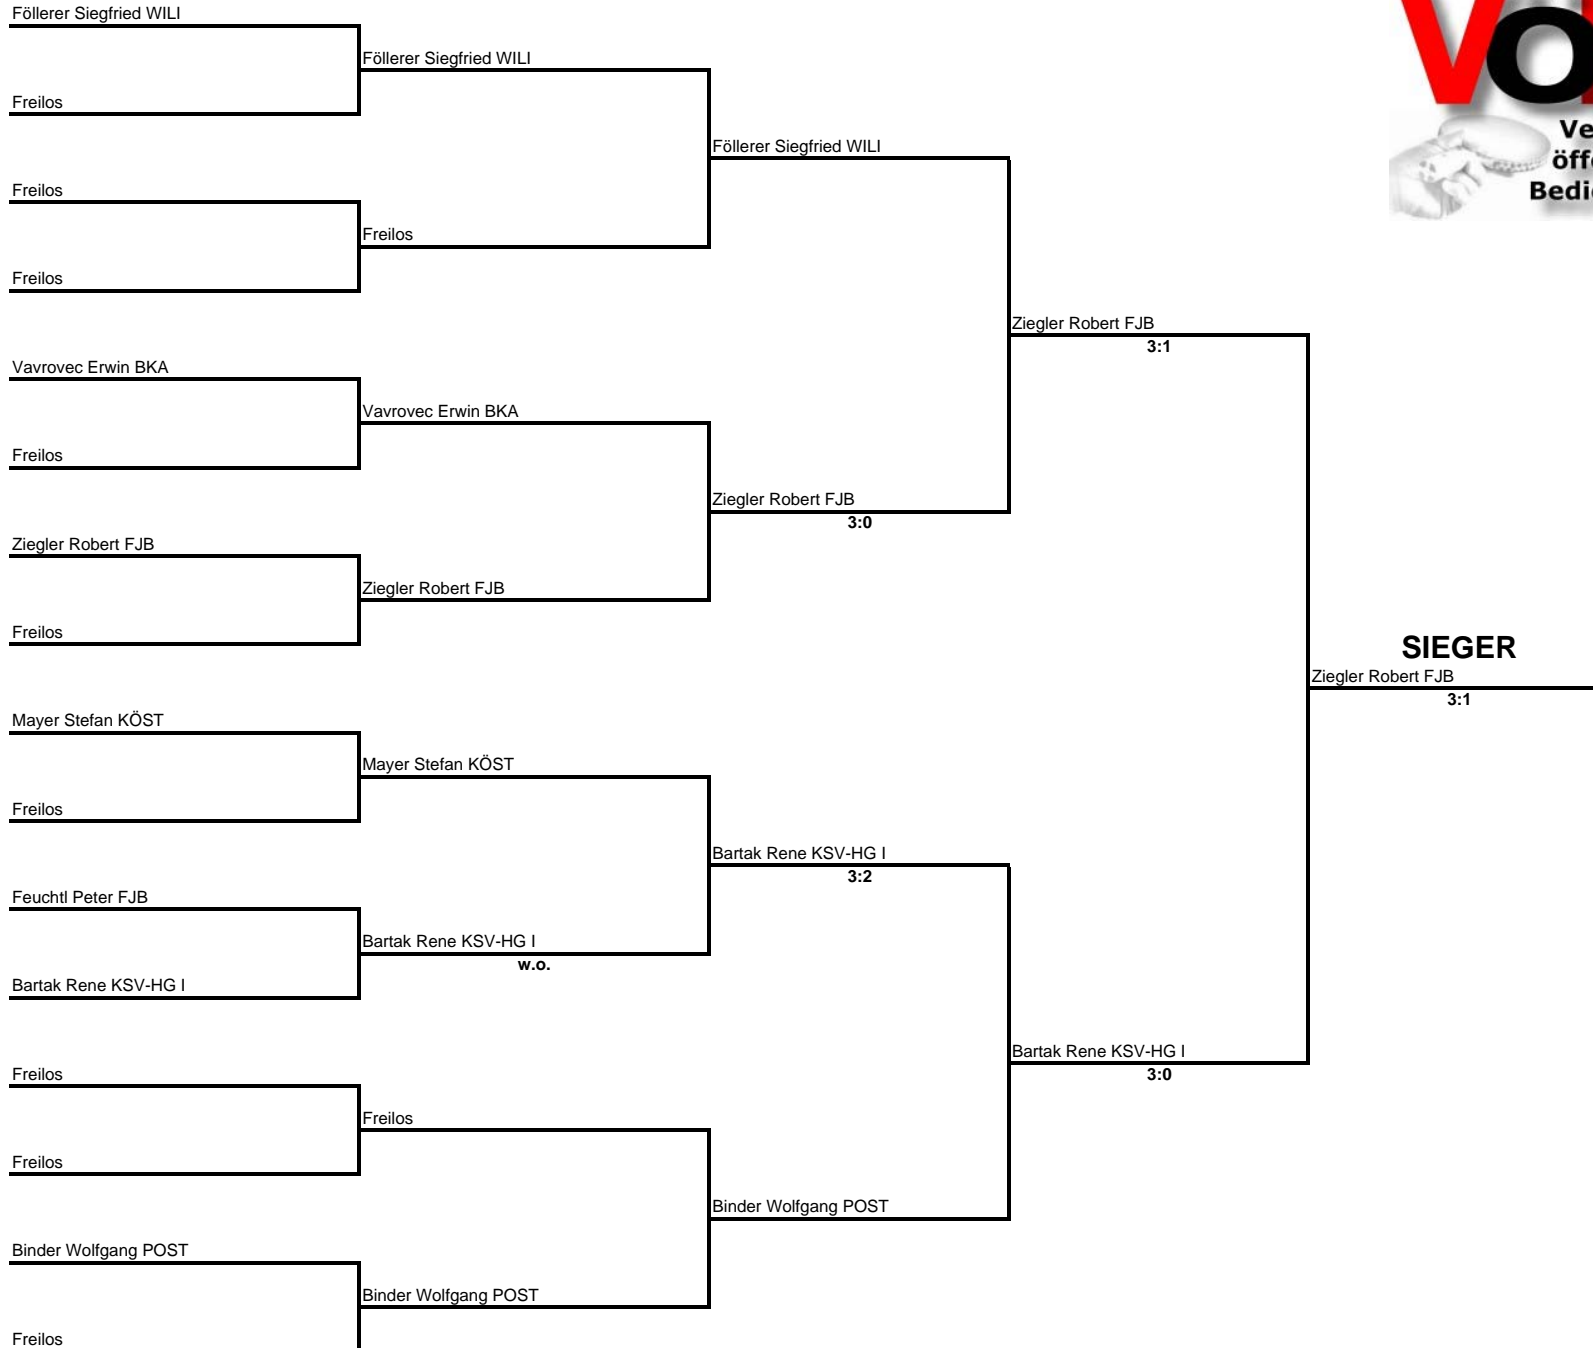 Föllerer Siegfried WILI
Freilos
Freilos
Freilos
Vavrovec Erwin BKA
Freilos
Ziegler Robert FJB
Freilos
Mayer Stefan KÖST
Freilos
Feuchtl Peter FJB
Bartak Rene KSV-HG I
Freilos
Freilos
Binder Wolfgang POST
Freilos
Föllerer Siegfried WILI
Freilos
Vavrovec Erwin BKA
Ziegler Robert FJB
Mayer Stefan KÖST
Bartak Rene KSV-HG I
w.o.
Freilos
Binder Wolfgang POST
Föllerer Siegfried WILI
Ziegler Robert FJB
3:0
Bartak Rene KSV-HG I
3:2
Binder Wolfgang POST
Ziegler Robert FJB
3:1
Bartak Rene KSV-HG I
3:0
SIEGER
Ziegler Robert FJB
3:1
Ve
öff
Bedi